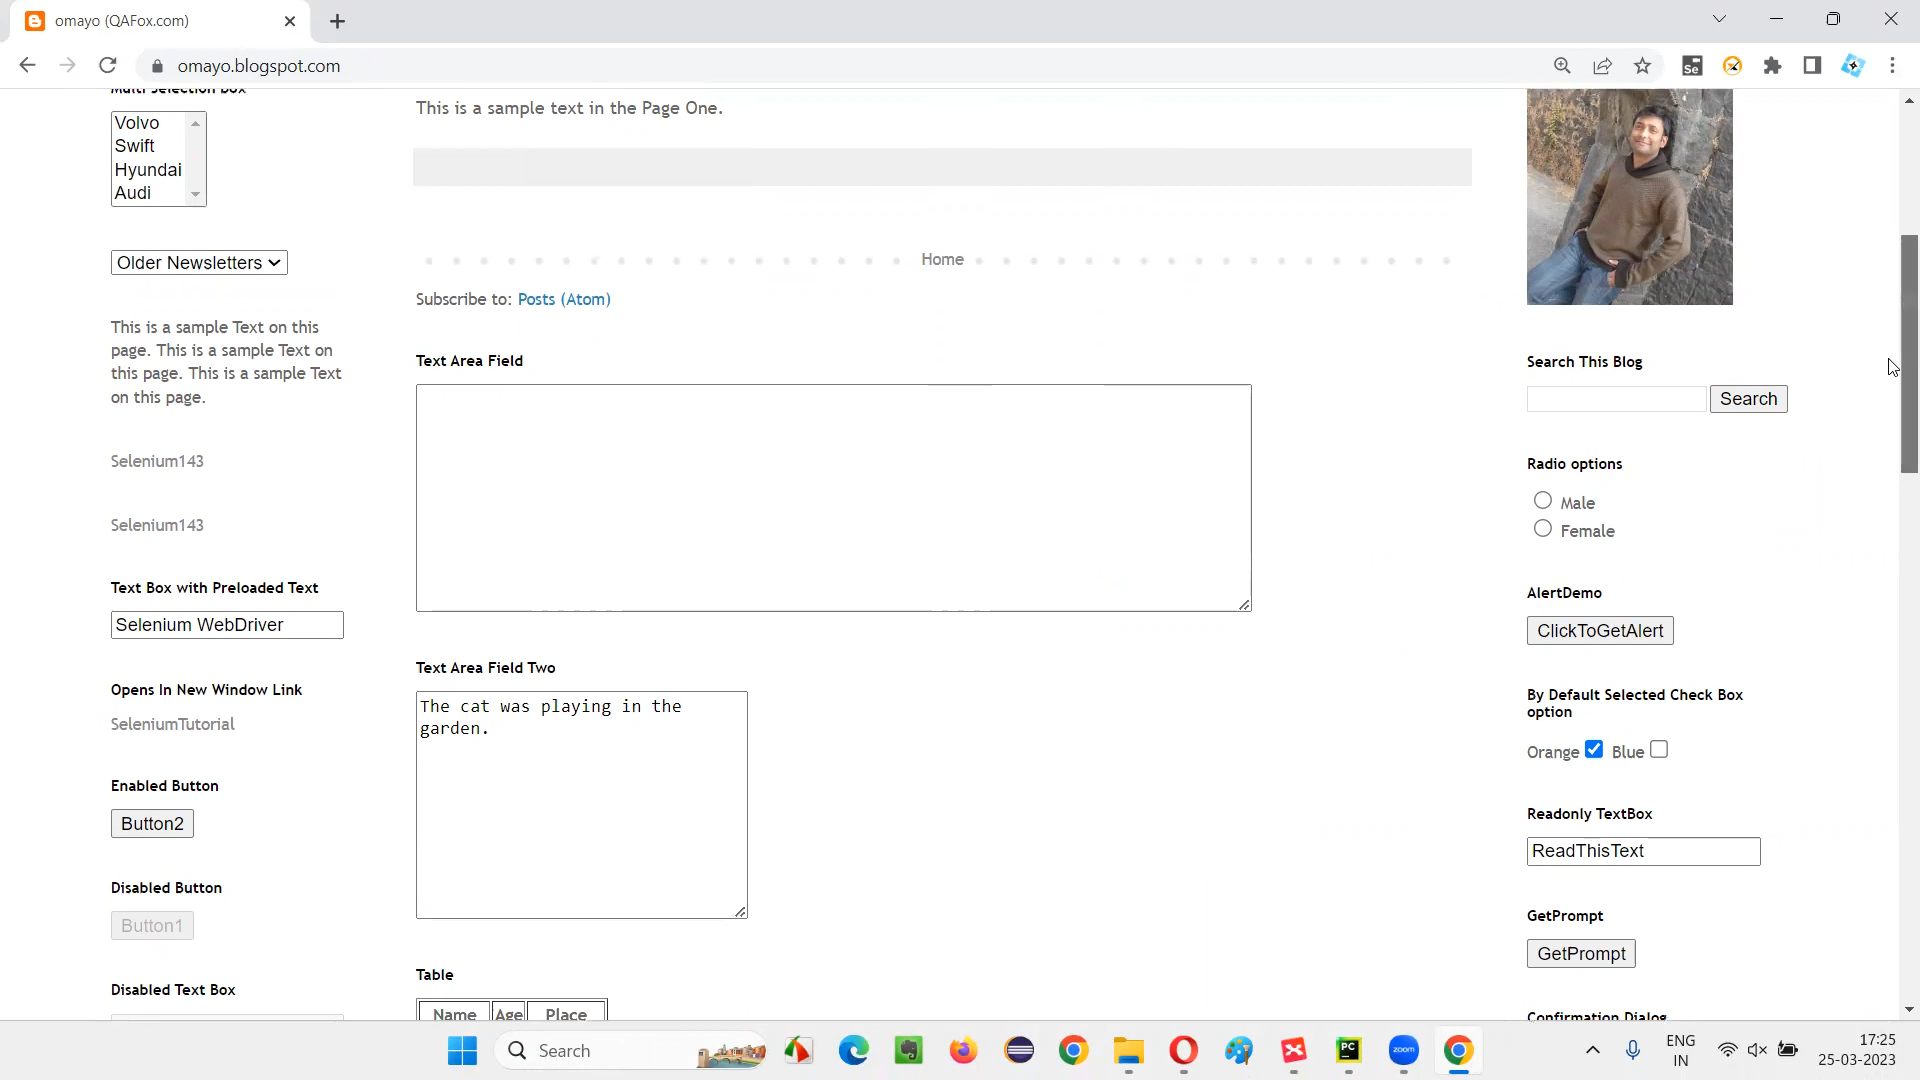 omayo (QAFox.com)
omayo.blogspot.com
Multi Selection Box
Volvo
Swift
Hyundai
Audi
Older Newsletters
This is a sample Text on this
page. This is a sample Text on
this page. This is a sample Text
on this page.
Selenium143
Selenium143
Text Box with Preloaded Text
Selenium WebDriver
Opens In New Window Link
SeleniumTutorial
Enabled Button
Button2
Disabled Button
Button1
Disabled Text Box
This is a sample text in the Page One.
Home
Subscribe to: Posts (Atom)
Text Area Field
Text Area Field Two
The cat was playing in the
garden.
Table
Name Age Place
Search This Blog
Search
Radio options
Male
Female
AlertDemo
ClickToGetAlert
By Default Selected Check Box
option
Orange Blue
Readonly TextBox
ReadThisText
GetPrompt
GetPrompt
Confirmation Dialog
Search
PC
zoom
ENG
IN
17:25
25-03-2023